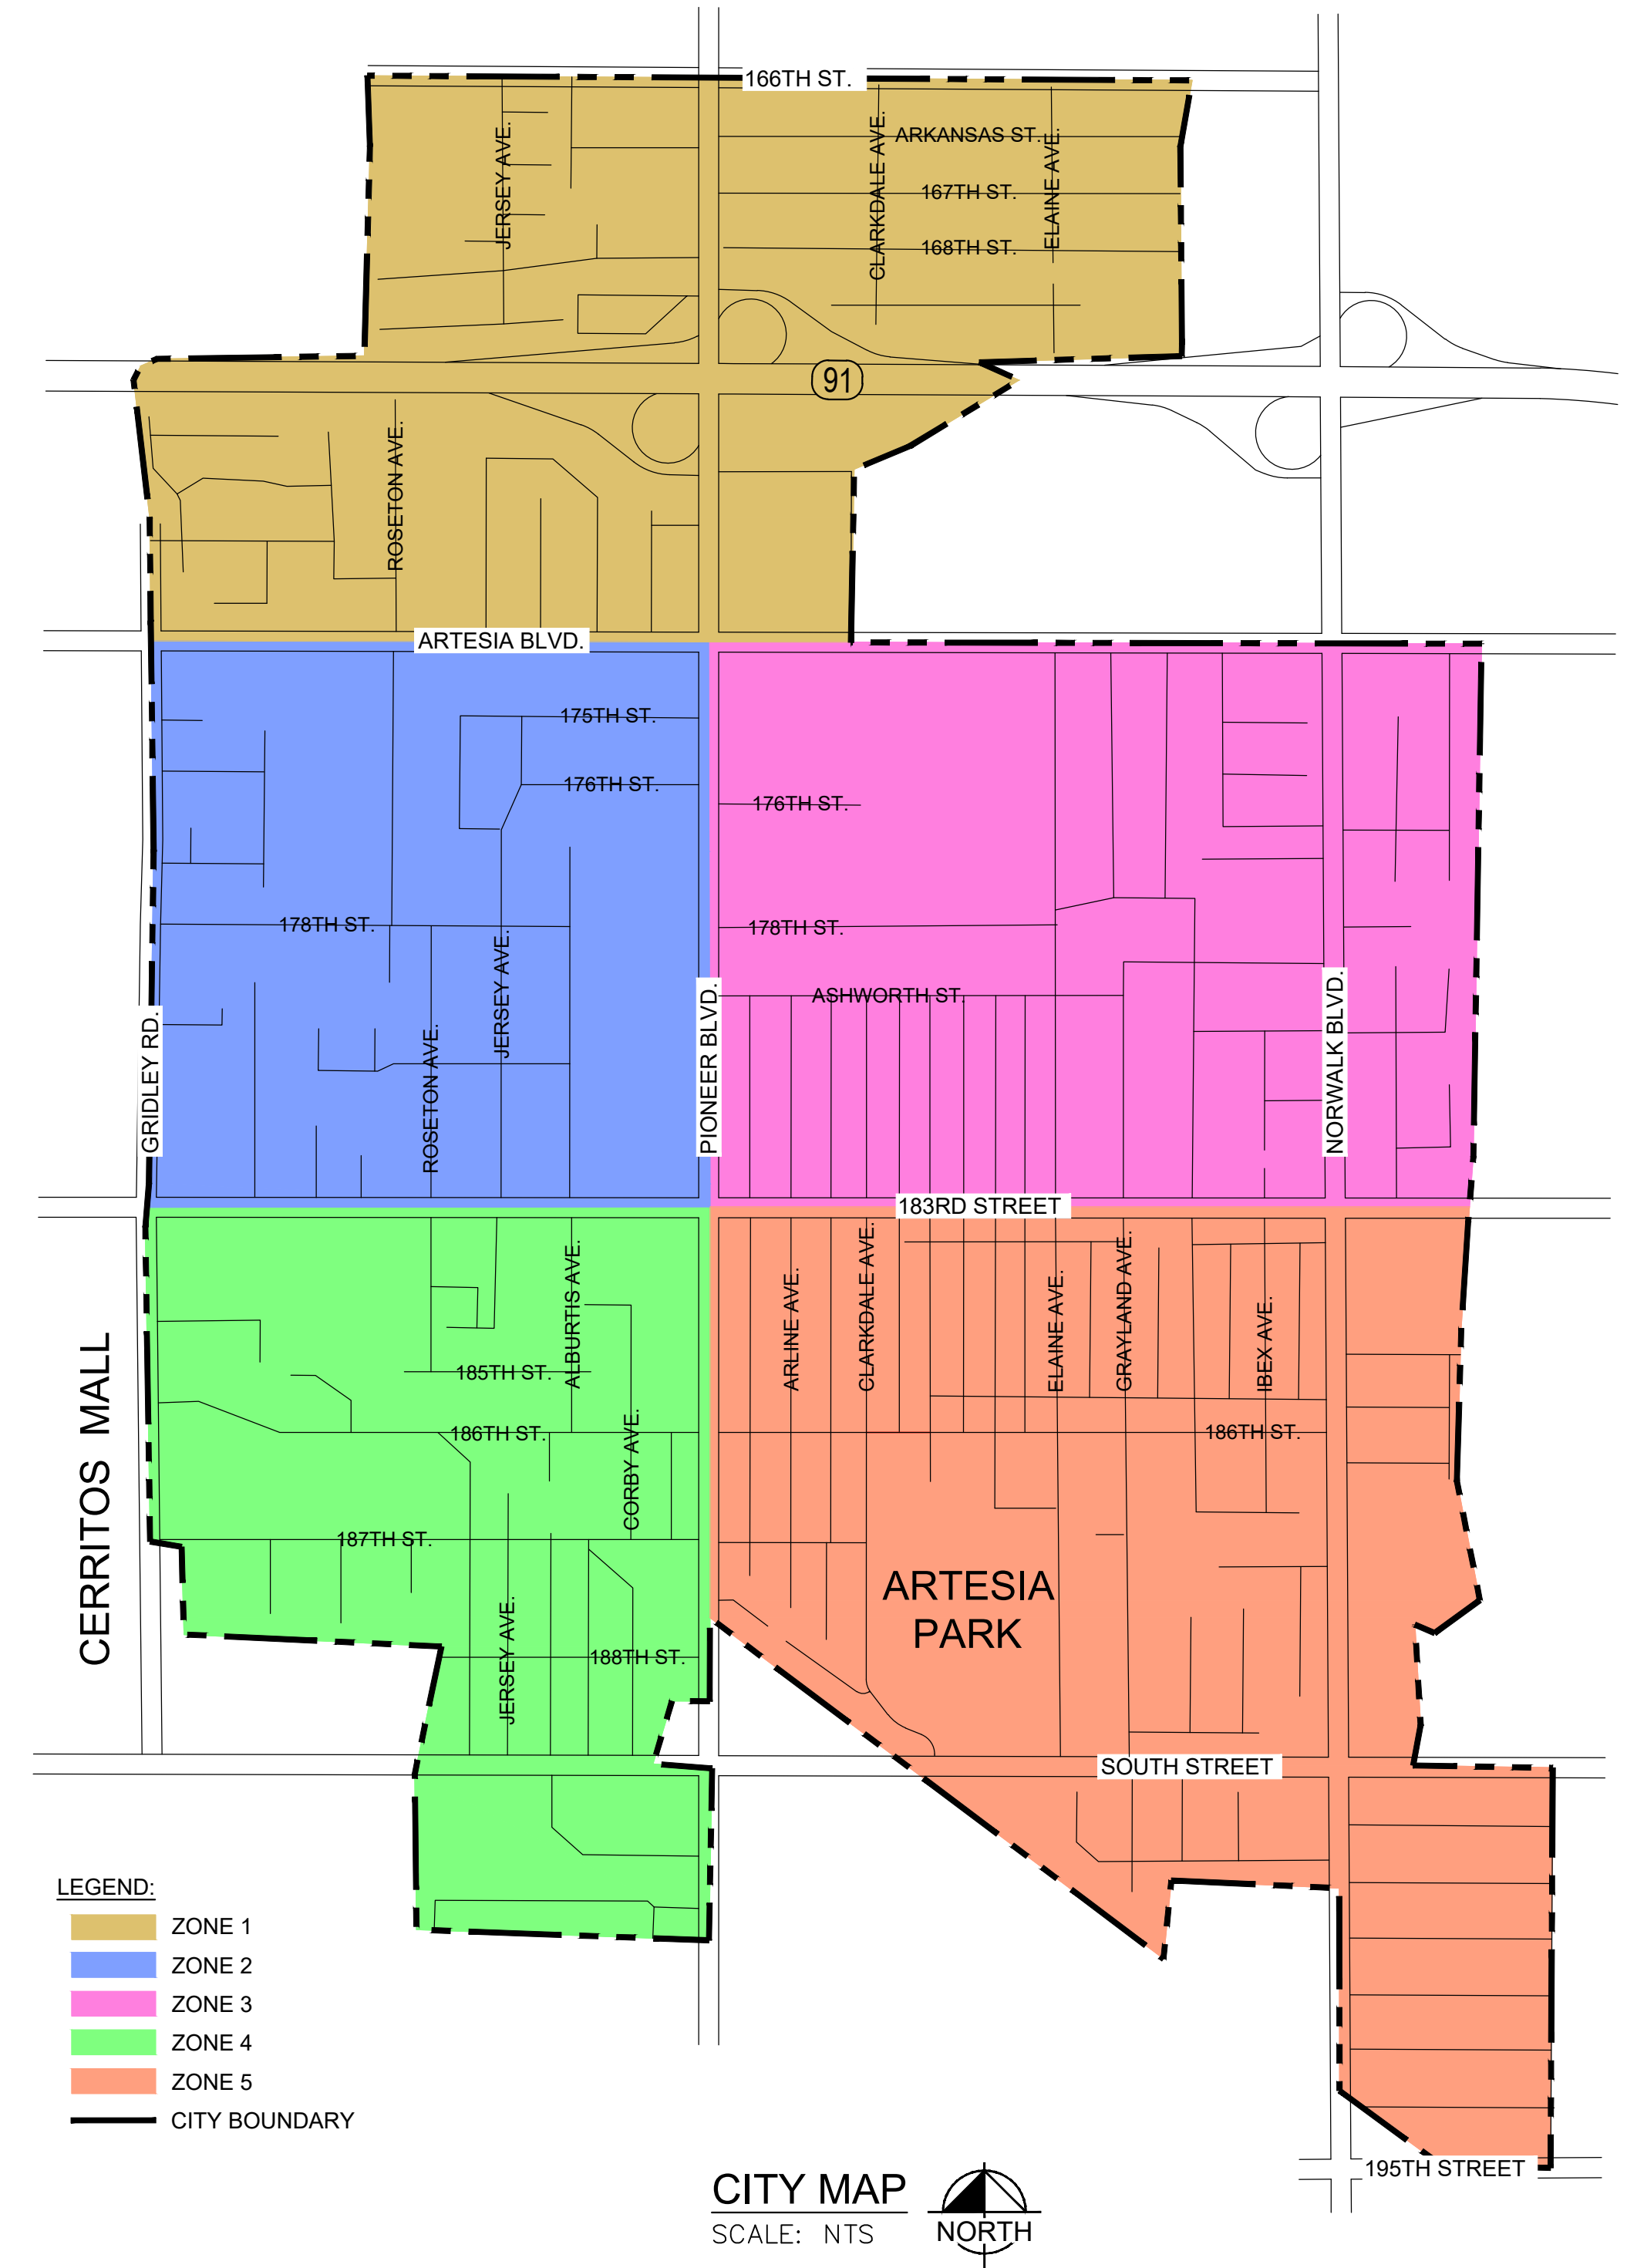 166TH ST.
ARKANSAS ST.
JERSEY AVE.
CLARKDALE AVE.
ELAINE AVE.
167TH ST.
168TH ST.
91
ROSETON AVE.
ARTESIA BLVD.
175TH ST.
176TH ST.
176TH ST.
178TH ST.
178TH ST.
JERSEY AVE.
ASHWORTH ST.
GRIDLEY RD.
ROSETON AVE.
PIONEER BLVD.
NORWALK BLVD.
183RD STREET
ALBURTIS AVE.
ARLINE AVE.
CLARKDALE AVE.
ELAINE AVE.
GRAYLAND AVE.
IBEX AVE.
CERRITOS MALL
185TH ST.
186TH ST.
CORBY AVE.
186TH ST.
187TH ST.
ARTESIA
PARK
JERSEY AVE.
188TH ST.
SOUTH STREET
LEGEND:
ZONE 1
ZONE 2
ZONE 3
ZONE 4
ZONE 5
CITY BOUNDARY
195TH STREET
CITY MAP
SCALE: NTS
NORTH